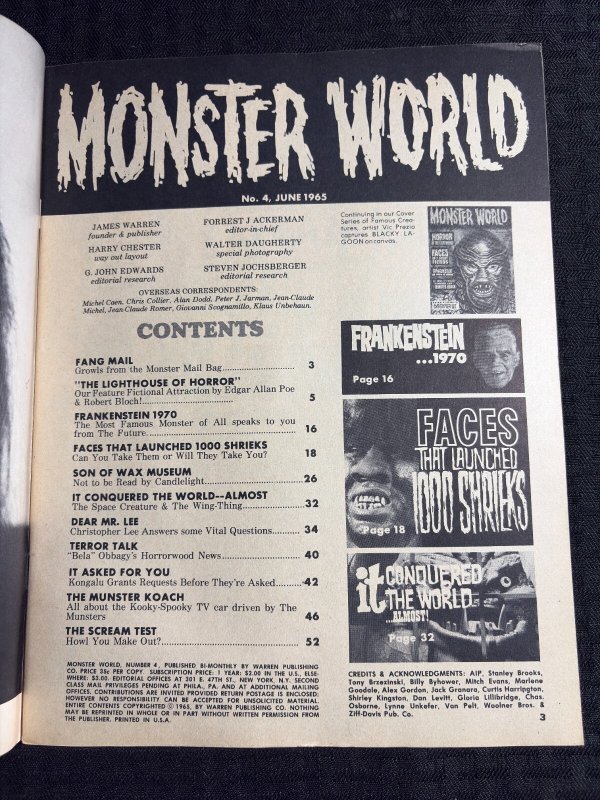 MONSTER WORLD
No. 4, JUNE 1965
JAMES WARREN
founder & publisher
HARRY CHESTER
way out layout
G. JOHN EDWARDS
editorial research
FORREST J ACKERMAN
editor-in-chief
WALTER DAUGHERTY
special photography
STEVEN JOCHSBERGER
editorial research
OVERSEAS CORRESPONDENTS:
Michel Caen, Chris Collier, Alan Dodd, Peter J. Jarman, Jean-Claude
Michel, Jean-Claude Romer, Giovanni Scognamillo, Klaus Unbehaun.
Continuing in our Cover
Series of Famous Crea-
tures, artist Vic Prezio
captures BLACKY LA-
GOON on canvas.
MONSTER WORLD
CONTENTS
FANG MAIL
Growls from the Monster Mail Bag 3
"THE LIGHTHOUSE OF HORROR"
Our Feature Fictional Attraction by Edgar Allan Poe
& Robert Bloch! 5
FRANKENSTEIN 1970
The Most Famous Monster of All speaks to you
from The Future 16
FACES THAT LAUNCHED 1000 SHRIEKS
Can You Take Them or Will They Take You? 18
SON OF WAX MUSEUM
Not to be Read by Candlelight 26
IT CONQUERED THE WORLD--ALMOST
The Space Creature & The Wing-Thing 32
DEAR MR. LEE
Christopher Lee Answers some Vital Questions 34
TERROR TALK
"Bela" Obbagy's Horrorwood News 40
IT ASKED FOR YOU
Kongalu Grants Requests Before They're Asked 42
THE MUNSTER KOACH
All about the Kooky-Spooky TV car driven by The
Munsters 46
THE SCREAM TEST
Howl You Make Out? 52
FRANKENSTEIN
...1970
Page 16
FACES
THAT LAUNCHED
1000 SHRIEKS
Page 18
it CONQUERED
THE WORLD
...ALMOST!
Page 32
MONSTER WORLD, NUMBER 4, PUBLISHED BI-MONTHLY BY WARREN PUBLISHING
CO. PRICE 35¢ PER COPY. SUBSCRIPTION PRICE: 1 YEAR: $2.00 IN THE U.S. ELSE-
WHERE: $3.00. EDITORIAL OFFICES AT 301 E. 47TH ST., NEW YORK, N.Y. SECOND
CLASS MAIL PRIVILEGES PENDING AT PHILA., PA. AND AT ADDITIONAL MAILING
OFFICES. CONTRIBUTIONS ARE INVITED PROVIDED RETURN POSTAGE IS ENCLOSED;
HOWEVER NO RESPONSIBILITY CAN BE ACCEPTED FOR UNSOLICITED MATERIAL.
ENTIRE CONTENTS COPYRIGHTED © 1965, BY WARREN PUBLISHING CO. NOTHING
MAY BE REPRINTED IN WHOLE OR IN PART WITHOUT WRITTEN PERMISSION FROM
THE PUBLISHER. PRINTED IN U.S.A.
CREDITS & ACKNOWLEDGMENTS: AIP, Stanley Brooks,
Tony Brzezinski, Billy Byhower, Mitch Evans, Marlene
Goodale, Alex Gordon, Jack Granaro, Curtis Harrington,
Shirley Kingston, Dan Levitt, Gloria Lillibridge, Chas.
Osborne, Lynne Unkefer, Van Pelt, Woolner Bros. &
Ziff-Davis Pub. Co.
3